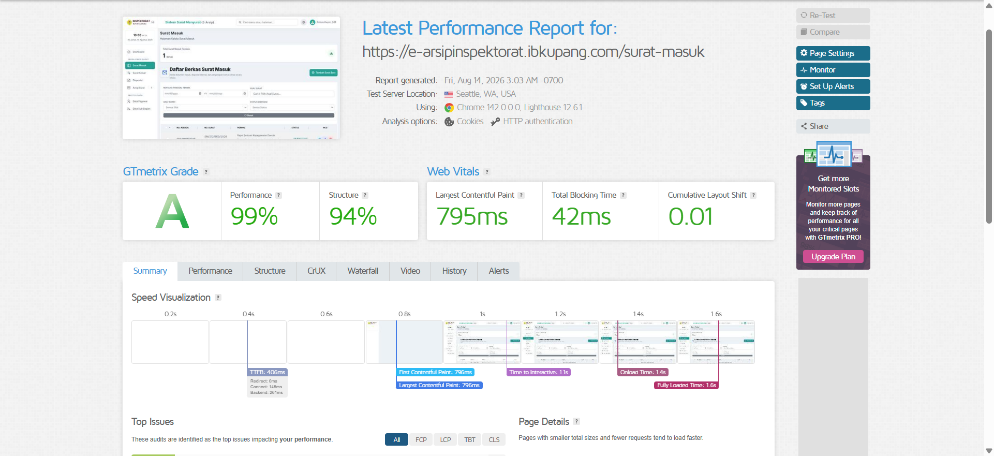 Latest Performance Report for:
https://e-arsipinspektorat.ibkupang.com/surat-masuk
Report generated: Fri, Aug 14, 2026 3:03 AM -0700
Test Server Location: Seattle, WA, USA
Using: Chrome 142.0.0.0, Lighthouse 12.6.1
Analysis options: Cookies HTTP authentication
Re-Test
Compare
Page Settings
Monitor
Set Up Alerts
Tags
Share
Get more
Monitored Slots
Monitor more pages
and keep track of
performance for all
your critical pages
with GTmetrix PRO!
Upgrade Plan
Surat Masuk
Daftar Berkas Surat Masuk
GTmetrix Grade ?
A
Performance ?
99%
Structure ?
94%
Web Vitals ?
Largest Contentful Paint ?
795ms
Total Blocking Time ?
42ms
Cumulative Layout Shift ?
0.01
Summary Performance Structure CrUX Waterfall Video History Alerts
Speed Visualization ?
0.2s 0.4s 0.6s 0.8s 1s 1.2s 1.4s 1.6s
TTFB: 406ms
First Contentful Paint: 796ms
Time to Interactive: 1.1s
Onload Time: 1.4s
Largest Contentful Paint: 796ms
Fully Loaded Time: 1.6s
Top Issues
These audits are identified as the top issues impacting your performance.
All FCP LCP TBT CLS
Page Details ?
Pages with smaller total sizes and fewer requests tend to load faster.